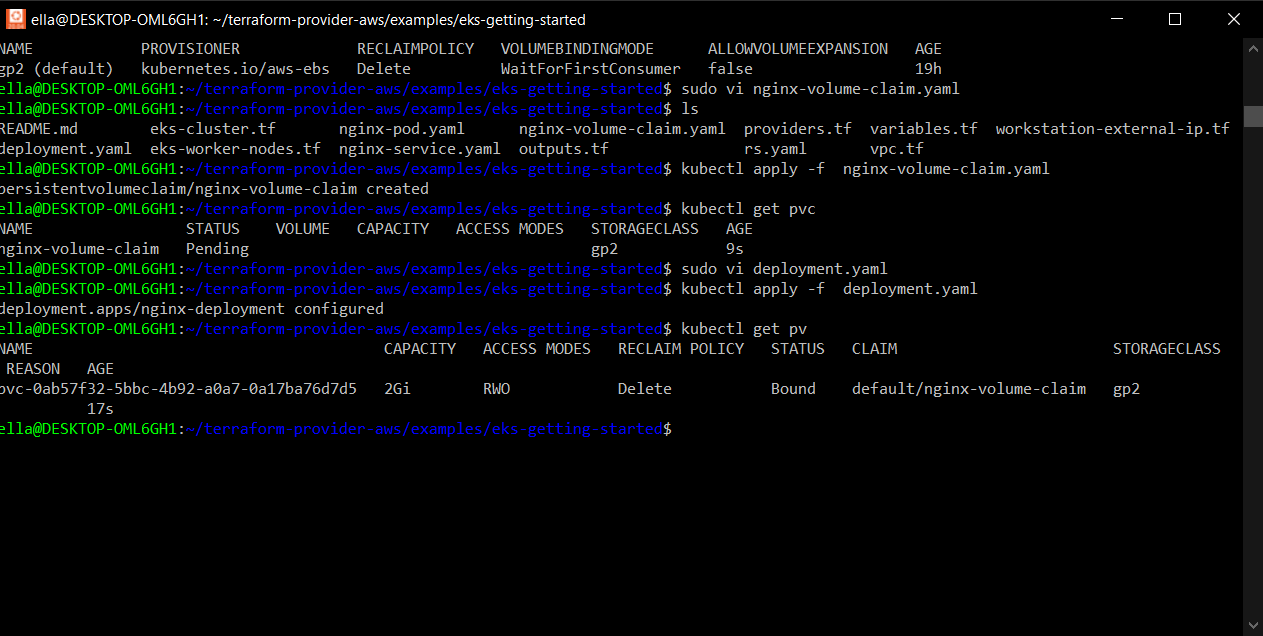 ella@DESKTOP-OML6GH1: ~/terraform-provider-aws/examples/eks-getting-started
NAME PROVISIONER RECLAIMPOLICY VOLUMEBINDINGMODE ALLOWVOLUMEEXPANSION AGE
gp2 (default) kubernetes.io/aws-ebs Delete WaitForFirstConsumer false 19h
ella@DESKTOP-OML6GH1:~/terraform-provider-aws/examples/eks-getting-started$ sudo vi nginx-volume-claim.yaml
ella@DESKTOP-OML6GH1:~/terraform-provider-aws/examples/eks-getting-started$ ls
README.md eks-cluster.tf nginx-pod.yaml nginx-volume-claim.yaml providers.tf variables.tf workstation-external-ip.tf
deployment.yaml eks-worker-nodes.tf nginx-service.yaml outputs.tf rs.yaml vpc.tf
ella@DESKTOP-OML6GH1:~/terraform-provider-aws/examples/eks-getting-started$ kubectl apply -f  nginx-volume-claim.yaml
persistentvolumeclaim/nginx-volume-claim created
ella@DESKTOP-OML6GH1:~/terraform-provider-aws/examples/eks-getting-started$ kubectl get pvc
NAME STATUS VOLUME CAPACITY ACCESS MODES STORAGECLASS AGE
nginx-volume-claim Pending gp2 9s
ella@DESKTOP-OML6GH1:~/terraform-provider-aws/examples/eks-getting-started$ sudo vi deployment.yaml
ella@DESKTOP-OML6GH1:~/terraform-provider-aws/examples/eks-getting-started$ kubectl apply -f  deployment.yaml
deployment.apps/nginx-deployment configured
ella@DESKTOP-OML6GH1:~/terraform-provider-aws/examples/eks-getting-started$ kubectl get pv
NAME CAPACITY ACCESS MODES RECLAIM POLICY STATUS CLAIM STORAGECLASS
REASON AGE
pvc-0ab57f32-5bbc-4b92-a0a7-0a17ba76d7d5 2Gi RWO Delete Bound default/nginx-volume-claim gp2
17s
ella@DESKTOP-OML6GH1:~/terraform-provider-aws/examples/eks-getting-started$